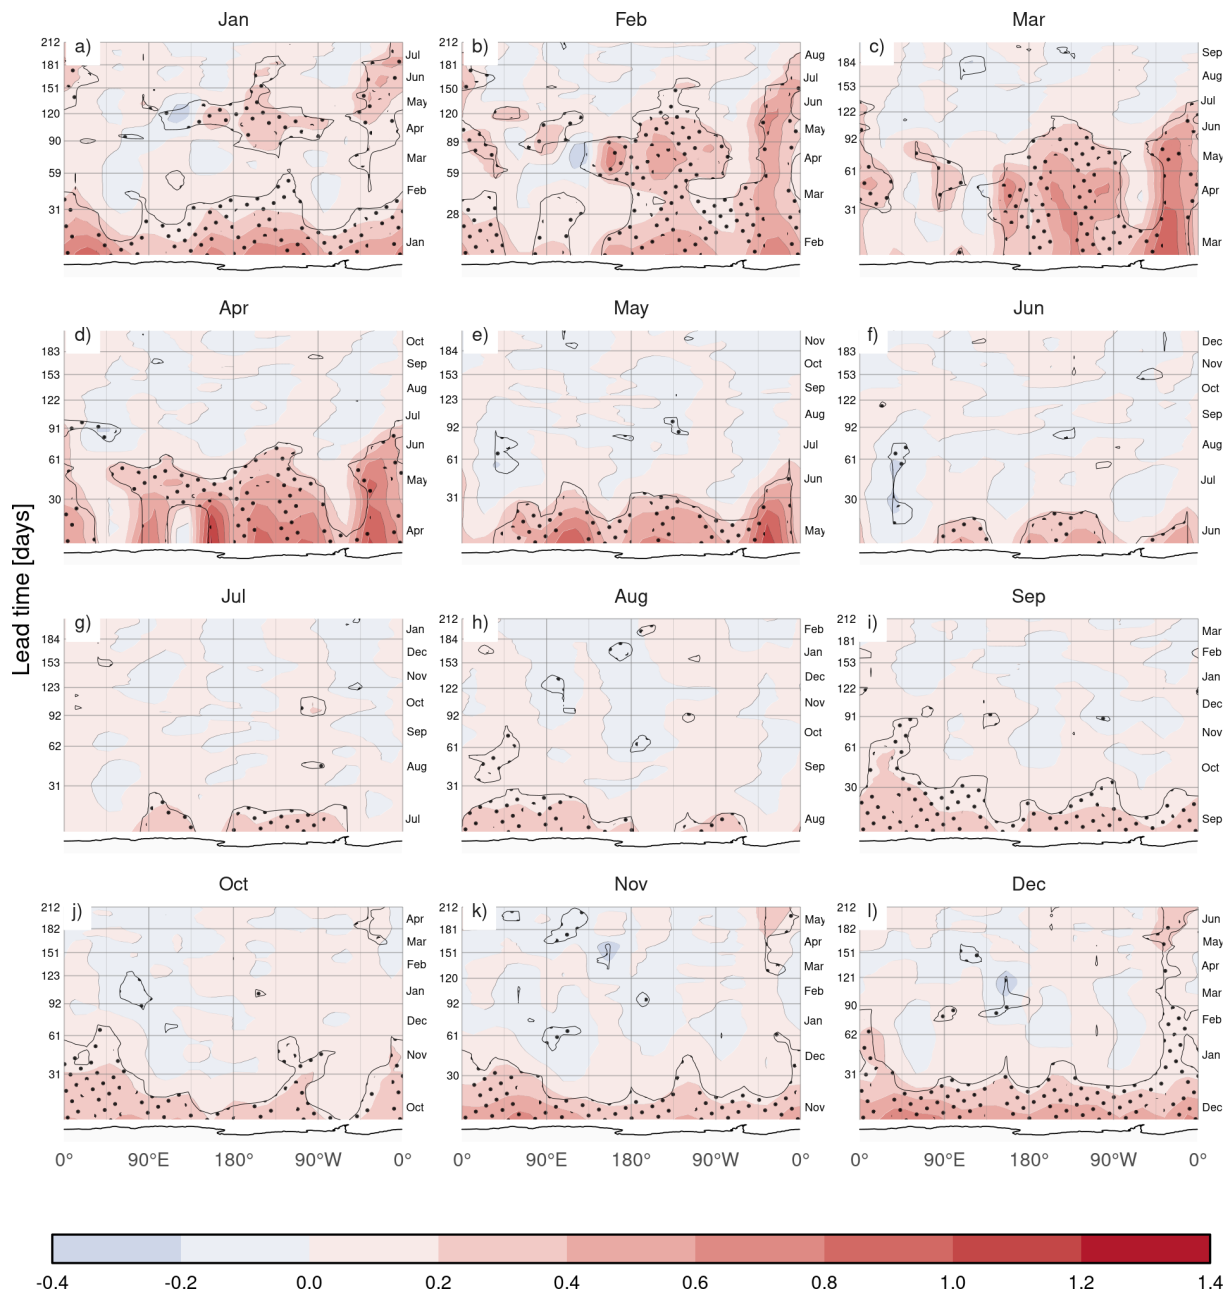 Jan Feb Mar
a) b) c)
212 181 151 120 90 59 31
Jul Jun May Apr Mar Feb Jan
212 181 150 120 89 59 28
Aug Jul Jun May Apr Mar Feb
184 153 122 92 61 31
Sep Aug Jul Jun May Apr Mar
Apr May Jun
d) e) f)
183 153 122 91 61 30
Oct Sep Aug Jul Jun May Apr
184 153 122 92 61 31
Nov Oct Sep Aug Jul Jun May
183 153 122 92 61 30
Dec Nov Oct Sep Aug Jul Jun
Lead time [days]
Jul Aug Sep
g) h) i)
212 184 153 123 92 62 31
Jan Dec Nov Oct Sep Aug Jul
212 184 153 122 92 61 31
Feb Jan Dec Nov Oct Sep Aug
212 181 153 122 91 61 30
Mar Feb Jan Dec Nov Oct Sep
Oct Nov Dec
j) k) l)
212 182 151 123 92 61 31
Apr Mar Feb Jan Dec Nov Oct
212 181 151 120 92 61 30
May Apr Mar Feb Jan Dec Nov
212 182 151 121 90 62 31
Jun May Apr Mar Feb Jan Dec
0° 90°E 180° 90°W 0° 0° 90°E 180° 90°W 0° 0° 90°E 180° 90°W 0°
-0.4 -0.2 0.0 0.2 0.4 0.6 0.8 1.0 1.2 1.4